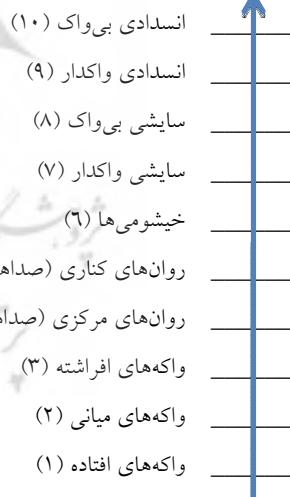 انسدادی بی‌واک (۱۰)
انسدادی واکدار (۹)
سایشی بی‌واک (۸)
سایشی واکدار (۷)
خیشومی‌ها (٦)
روان‌های کناری
روان‌های مرکزی
واکه‌های افراشته (۳)
واکه‌های میانی (۲)
واکه‌های افتاده (۱)